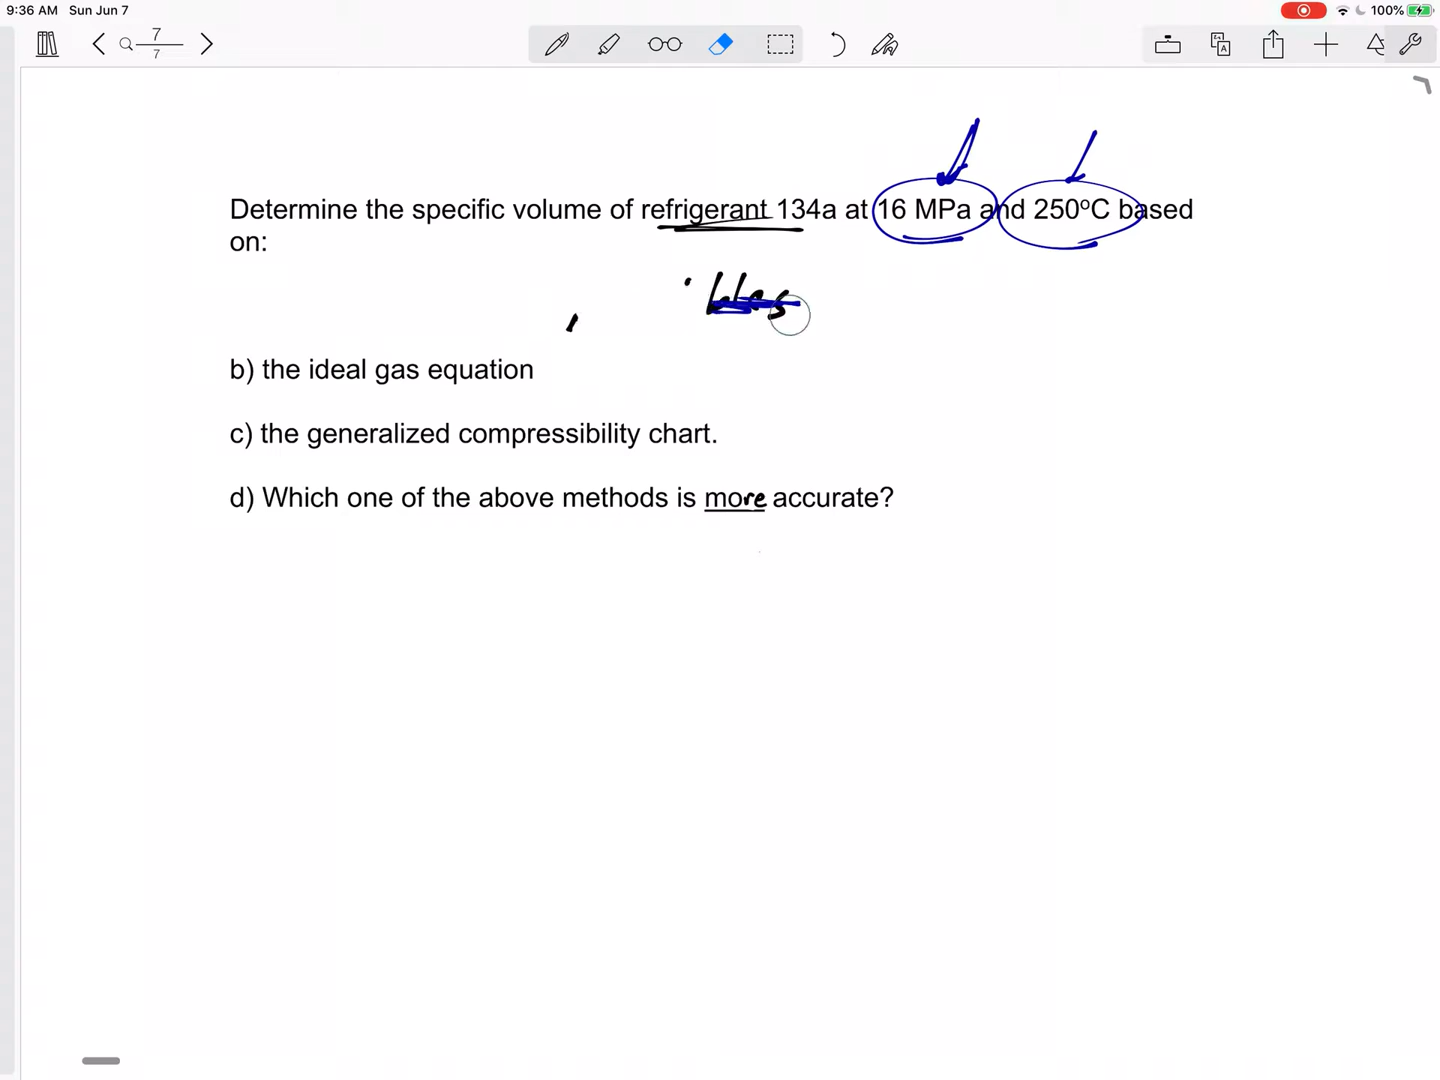 9:36 AM Sun Jun 7
100%
7
7
Determine the specific volume of refrigerant 134a at 16 MPa and 250ºC based
on:
b) the ideal gas equation
c) the generalized compressibility chart.
d) Which one of the above methods is more accurate?